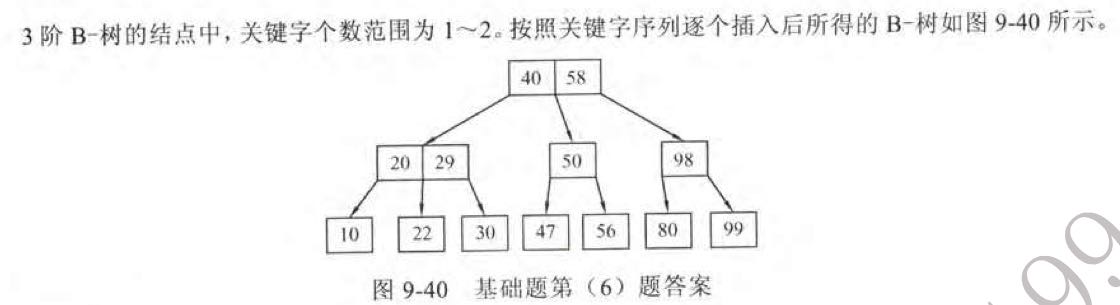 3 阶 B-树的结点中，关键字个数范围为 1～2。按照关键字序列逐个插入后所得的 B-树如图 9-40 所示。
40 58
20 29 50 98
10 22 30 47 56 80 99
图 9-40 基础题第（6）题答案